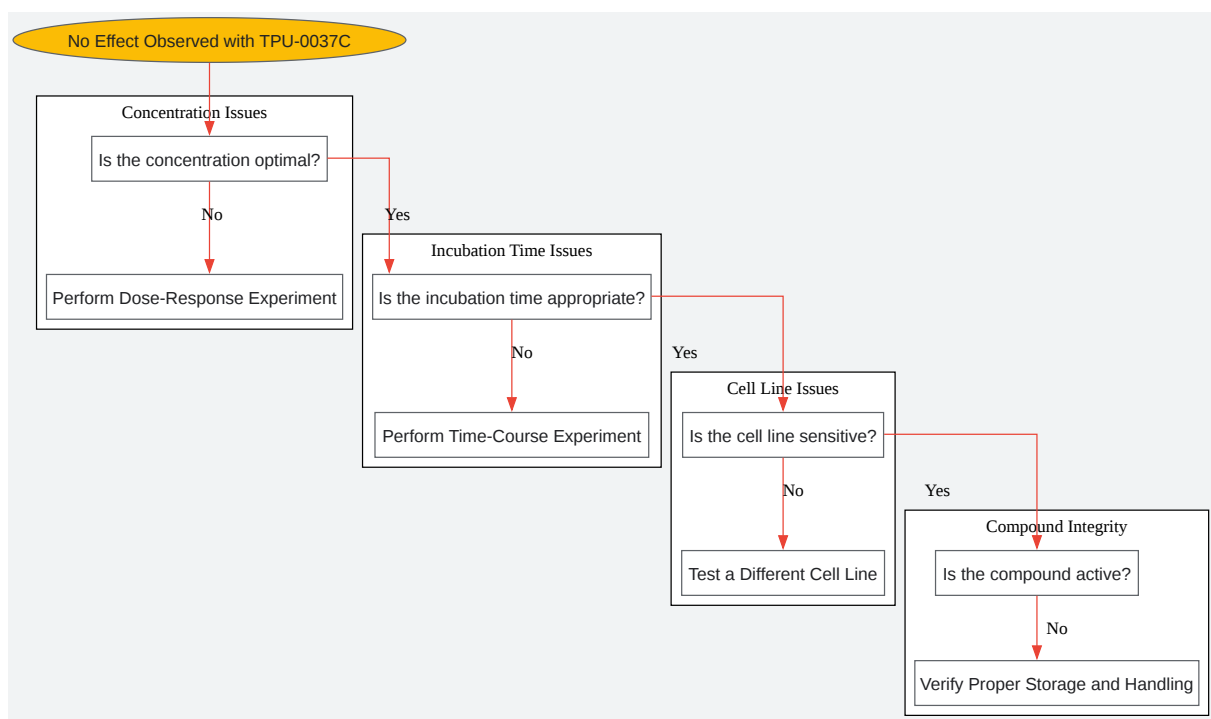 No Effect Observed with TPU-0037C
Concentration Issues
Is the concentration optimal?
No
Yes
Perform Dose-Response Experiment
Incubation Time Issues
Is the incubation time appropriate?
No
Yes
Perform Time-Course Experiment
Cell Line Issues
Is the cell line sensitive?
No
Yes
Test a Different Cell Line
Compound Integrity
Is the compound active?
No
Verify Proper Storage and Handling